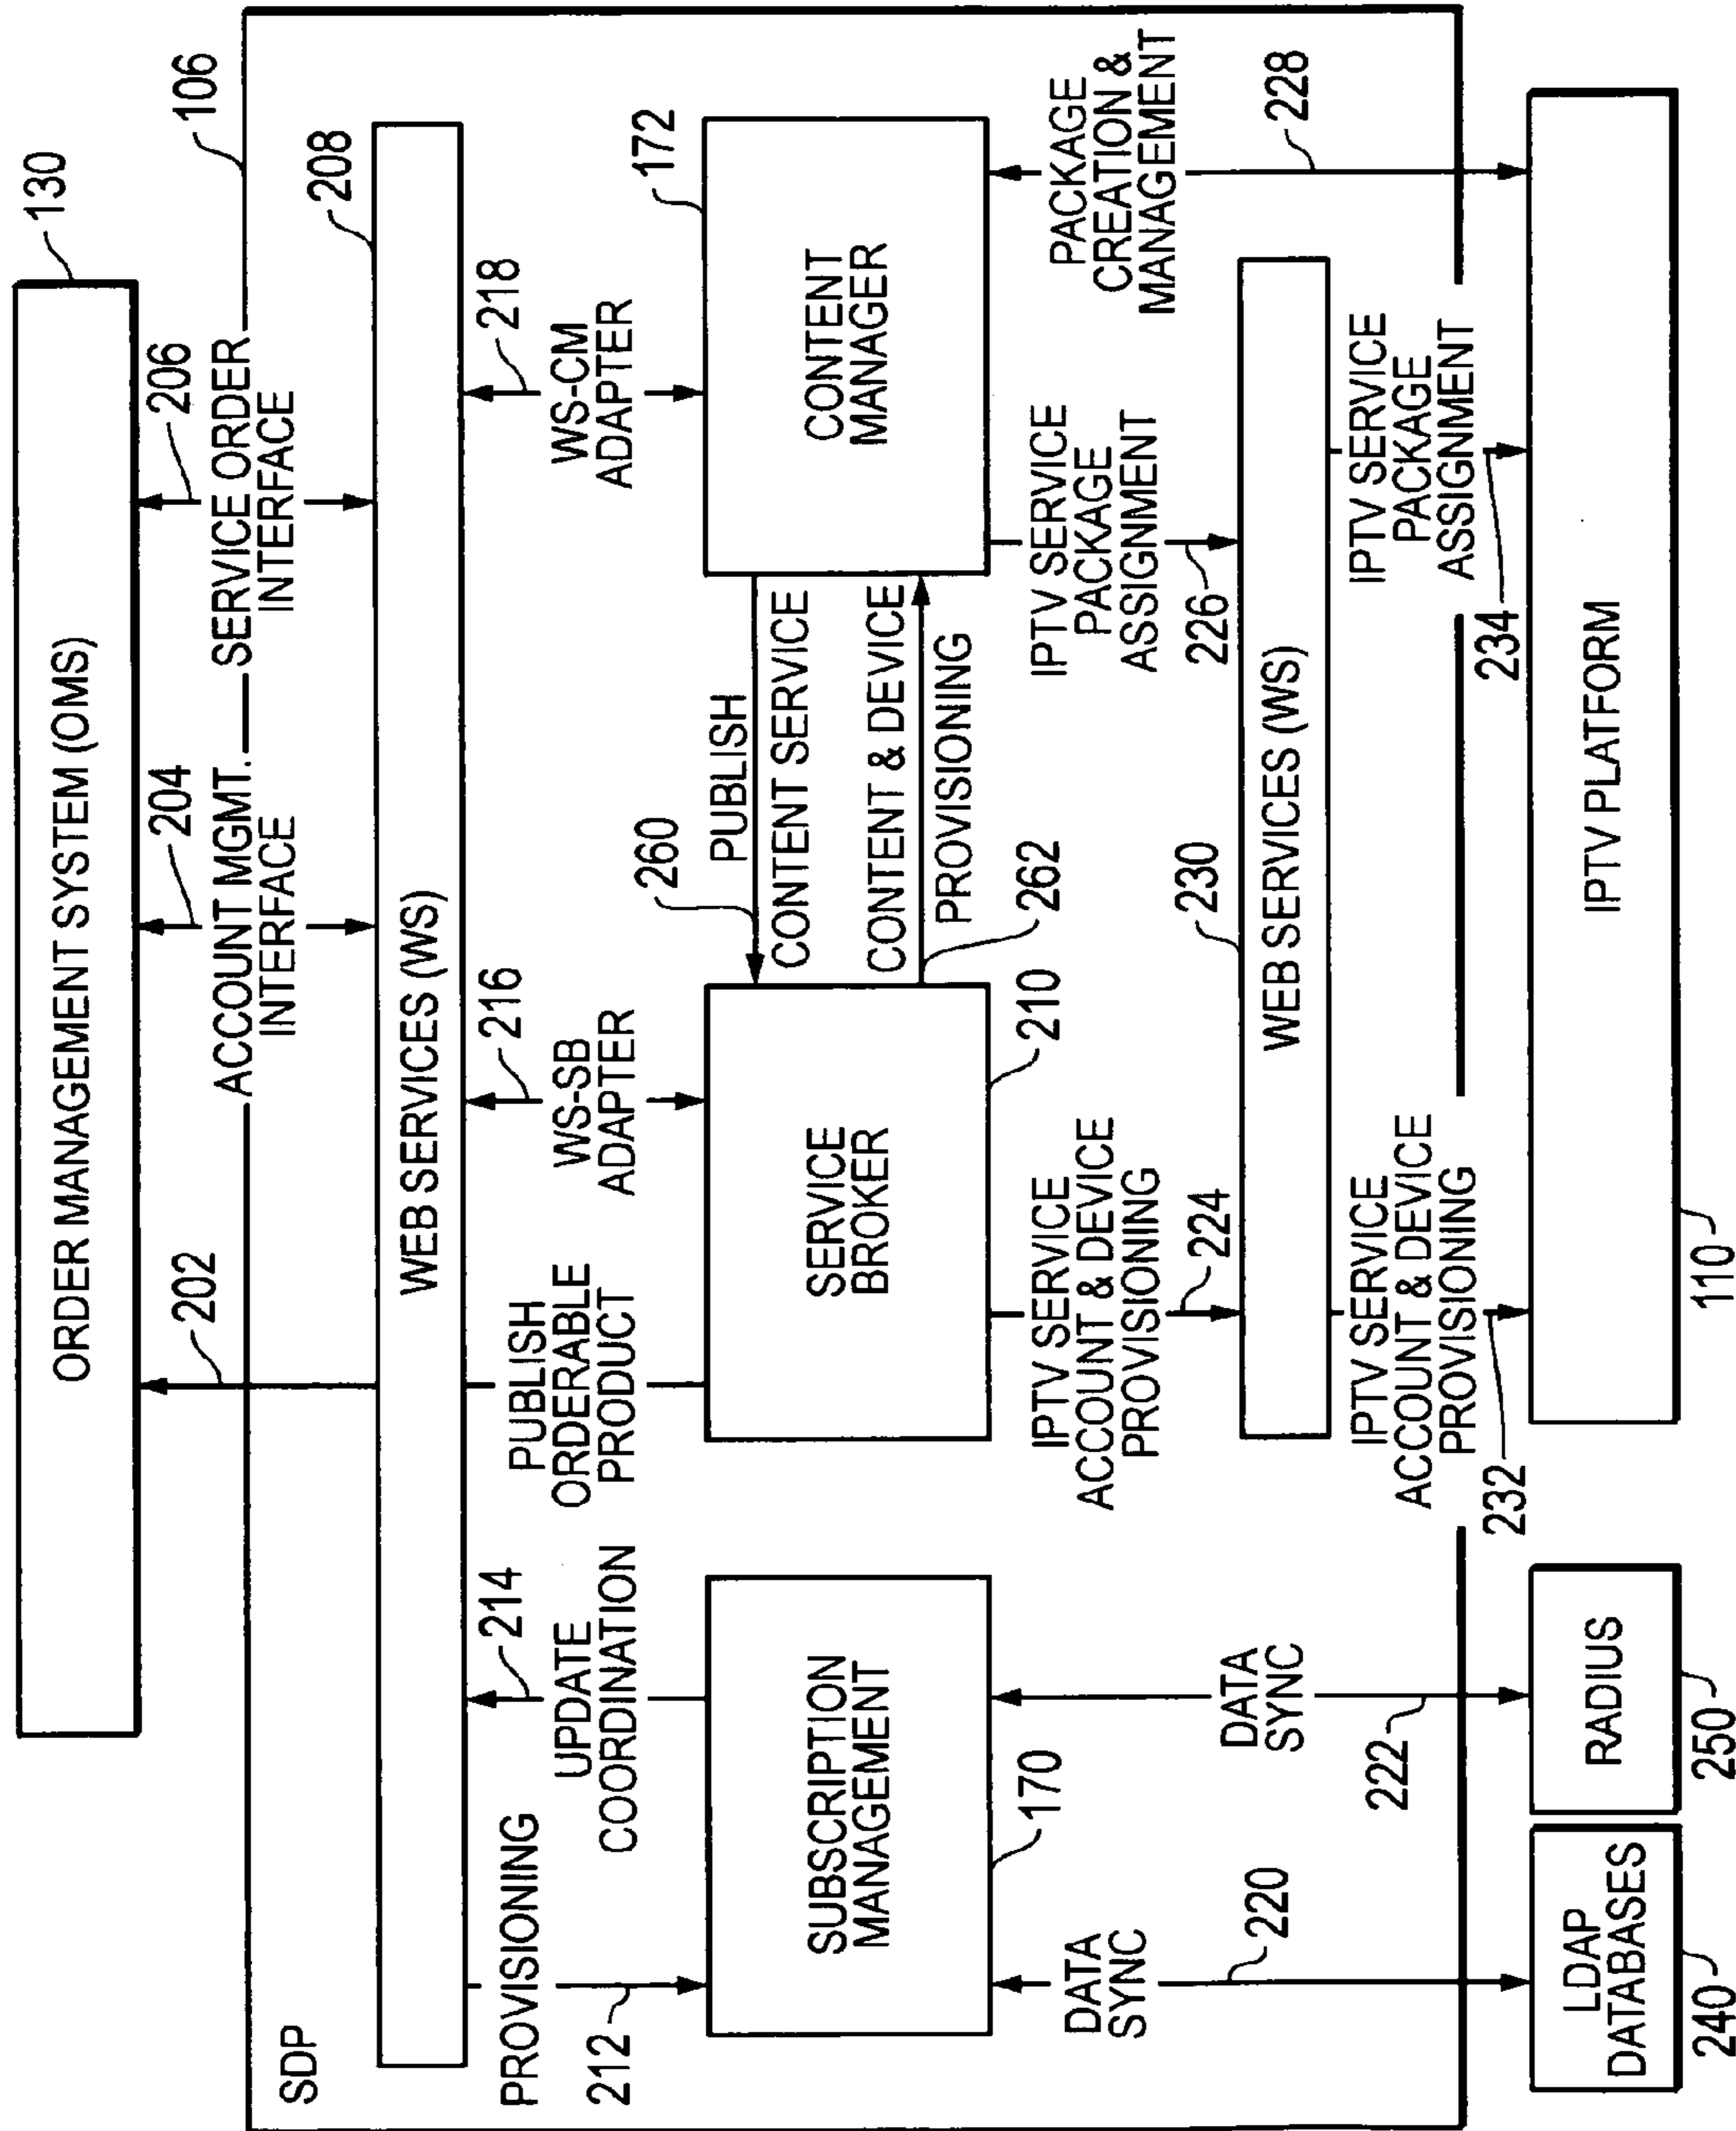 ORDER MANAGEMENT SYSTEM (OMS)
130
202
204
206
106
ACCOUNT MGMT.
INTERFACE
SERVICE ORDER
INTERFACE
SDP
208
WEB SERVICES (WS)
PROVISIONING
212
214
UPDATE
COORDINATION
PUBLISH
ORDERABLE
PRODUCT
216
WS-SB
ADAPTER
218
WS-CM
ADAPTER
172
SUBSCRIPTION
MANAGEMENT
170
SERVICE
BROKER
210
260
PUBLISH
CONTENT SERVICE
CONTENT & DEVICE
PROVISIONING
262
CONTENT
MANAGER
DATA
SYNC
220
DATA
SYNC
222
IPTV SERVICE
ACCOUNT & DEVICE
PROVISIONING
224
IPTV SERVICE
PACKAGE
ASSIGNMENT
226
PACKAGE
CREATION &
MANAGEMENT
228
230
WEB SERVICES (WS)
IPTV SERVICE
ACCOUNT & DEVICE
PROVISIONING
232
IPTV SERVICE
PACKAGE
ASSIGNMENT
234
LDAP
DATABASES
240
RADIUS
250
IPTV PLATFORM
110